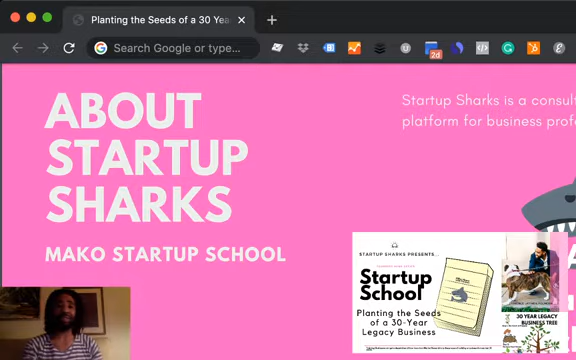 Planting the Seeds of a 30 Yea
Search Google or type...
2d
ABOUT
STARTUP
SHARKS
MAKO STARTUP SCHOOL
Startup Sharks is a consult
platform for business profe
STARTUP SHARKS PRESENTS...
Startup
School
Planting the Seeds
of a 30-Year
Legacy Business
30 YEAR LEGACY
BUSINESS TREE